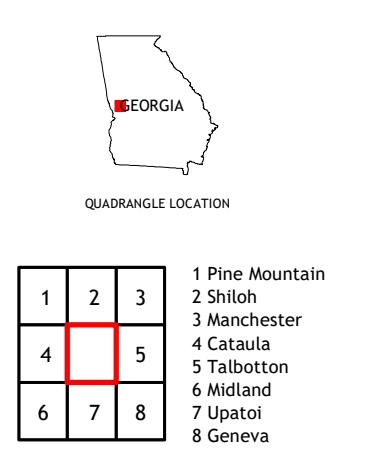 GEORGIA
QUADRANGLE LOCATION
1 2 3
4 5
6 7 8
1 Pine Mountain
2 Shiloh
3 Manchester
4 Cataula
5 Talbotton
6 Midland
7 Upatoi
8 Geneva